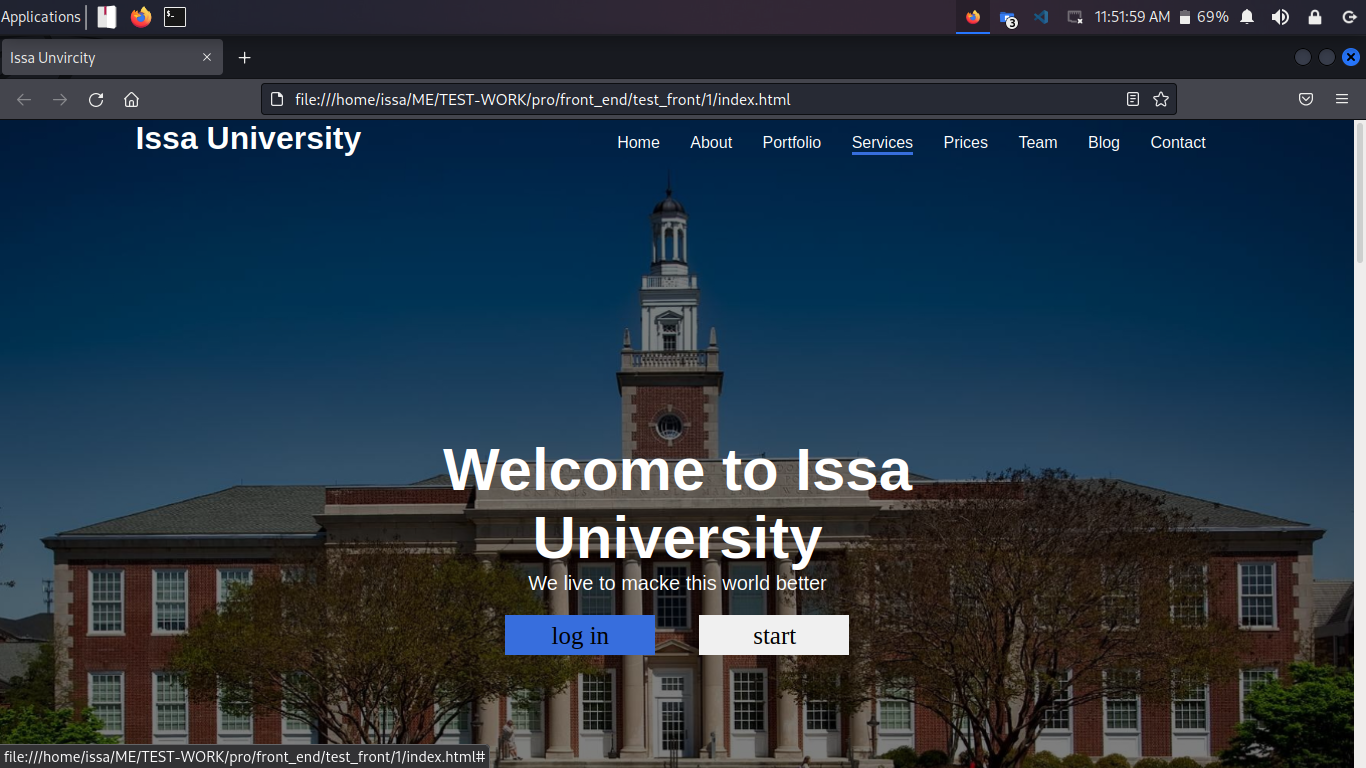 Applications
3
11:51:59 AM
69%
Issa Unvircity
file:///home/issa/ME/TEST-WORK/pro/front_end/test_front/1/index.html
Issa University
Home About Portfolio Services Prices Team Blog Contact
Welcome to Issa
University
We live to macke this world better
log in
start
file:///home/issa/ME/TEST-WORK/pro/front_end/test_front/1/index.html#